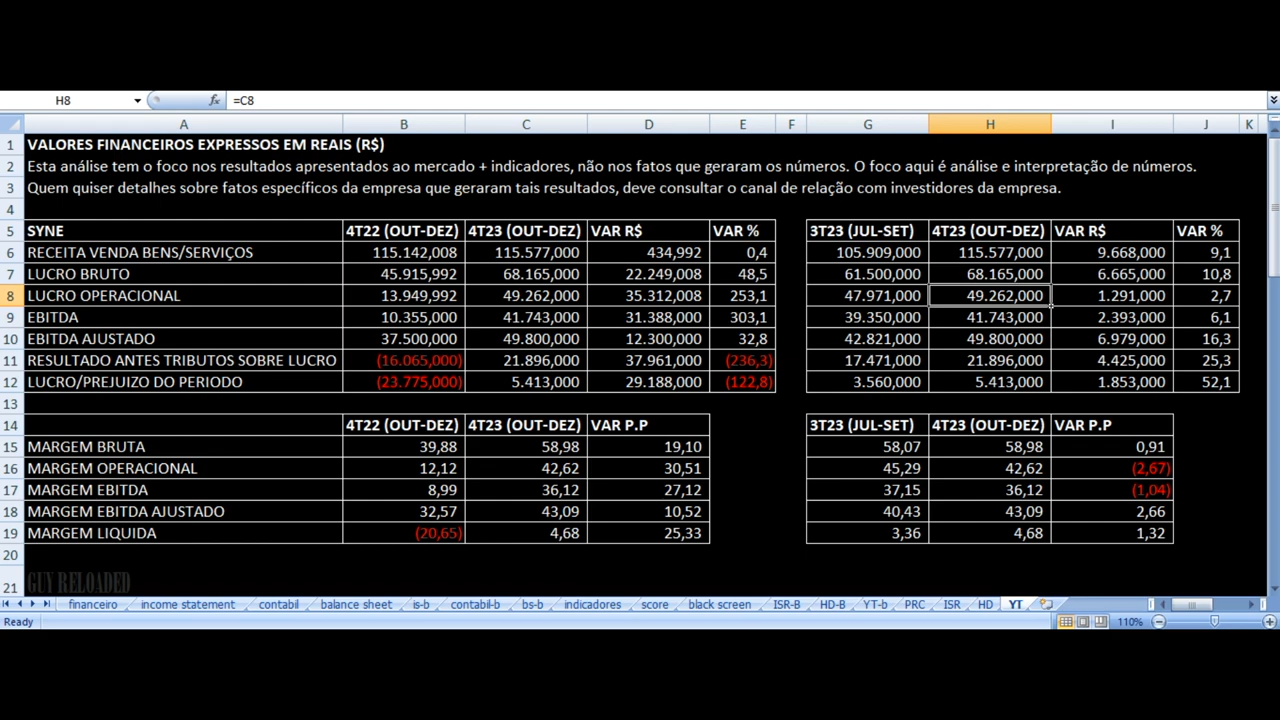 H8 fx =C8
A B C D E F G H I J K
1 VALORES FINANCEIROS EXPRESSOS EM REAIS (R$)
2 Esta análise tem o foco nos resultados apresentados ao mercado + indicadores, não nos fatos que geraram os números. O foco aqui é análise e interpretação de números.
3 Quem quiser detalhes sobre fatos específicos da empresa que geraram tais resultados, deve consultar o canal de relação com investidores da empresa.
4
5 SYNE 4T22 (OUT-DEZ) 4T23 (OUT-DEZ) VAR R$ VAR % 3T23 (JUL-SET) 4T23 (OUT-DEZ) VAR R$ VAR %
6 RECEITA VENDA BENS/SERVIÇOS 115.142,008 115.577,000 434,992 0,4 105.909,000 115.577,000 9.668,000 9,1
7 LUCRO BRUTO 45.915,992 68.165,000 22.249,008 48,5 61.500,000 68.165,000 6.665,000 10,8
8 LUCRO OPERACIONAL 13.949,992 49.262,000 35.312,008 253,1 47.971,000 49.262,000 1.291,000 2,7
9 EBITDA 10.355,000 41.743,000 31.388,000 303,1 39.350,000 41.743,000 2.393,000 6,1
10 EBITDA AJUSTADO 37.500,000 49.800,000 12.300,000 32,8 42.821,000 49.800,000 6.979,000 16,3
11 RESULTADO ANTES TRIBUTOS SOBRE LUCRO (16.065,000) 21.896,000 37.961,000 (236,3) 17.471,000 21.896,000 4.425,000 25,3
12 LUCRO/PREJUIZO DO PERIODO (23.775,000) 5.413,000 29.188,000 (122,8) 3.560,000 5.413,000 1.853,000 52,1
13
14 4T22 (OUT-DEZ) 4T23 (OUT-DEZ) VAR P.P 3T23 (JUL-SET) 4T23 (OUT-DEZ) VAR P.P
15 MARGEM BRUTA 39,88 58,98 19,10 58,07 58,98 0,91
16 MARGEM OPERACIONAL 12,12 42,62 30,51 45,29 42,62 (2,67)
17 MARGEM EBITDA 8,99 36,12 27,12 37,15 36,12 (1,04)
18 MARGEM EBITDA AJUSTADO 32,57 43,09 10,52 40,43 43,09 2,66
19 MARGEM LIQUIDA (20,65) 4,68 25,33 3,36 4,68 1,32
20
21 GUY RELOADED
financeiro income statement contabil balance sheet is-b contabil-b bs-b indicadores score black screen ISR-B HD-B YT-b PRC ISR HD YT
Ready 110%